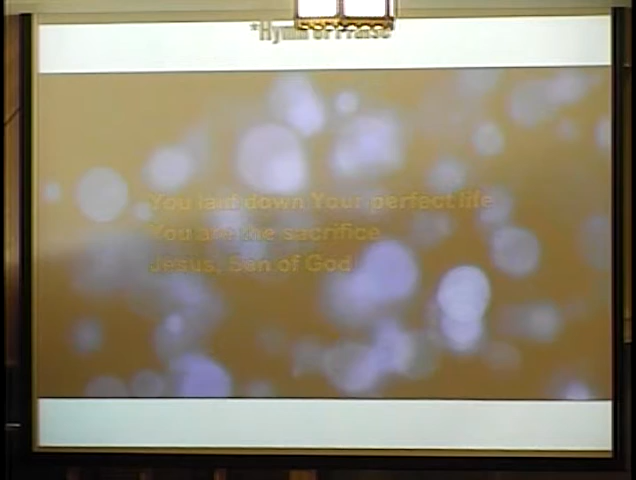 *Hymn of Praise
You laid down Your perfect life
You are the sacrifice
Jesus, Son of God